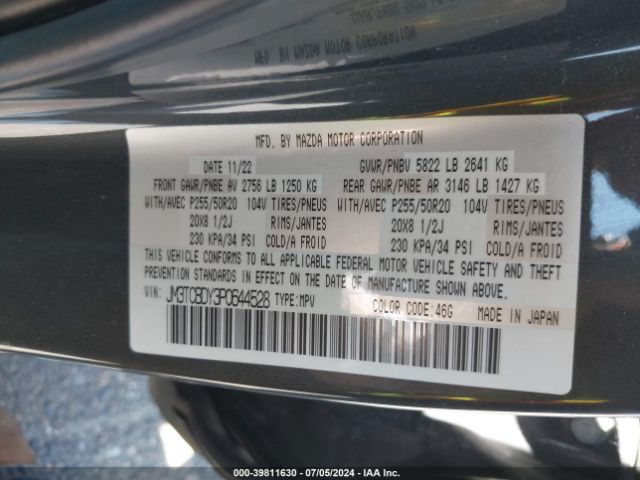 MFD. BY MAZDA MOTOR CORPORATION
DATE 11/22 GVWR/PNBV 5822 LB 2641 KG
FRONT GAWR/PNBE AV 2756 LB 1250 KG REAR GAWR/PNBE AR 3146 LB 1427 KG
WITH/AVEC P255/50R20 104V TIRES/PNEUS WITH/AVEC P255/50R20 104V TIRES/PNEUS
20X8 1/2J RIMS/JANTES 20X8 1/2J RIMS/JANTES
230 KPA/34 PSI COLD/A FROID 230 KPA/34 PSI COLD/A FROID
THIS VEHICLE CONFORMS TO ALL APPLICABLE FEDERAL MOTOR VEHICLE SAFETY AND THEFT
PREVENTION STANDARDS IN EFFECT ON THE DATE OF MANUFACTURE SHOWN ABOVE.
VIN: JM3TCBDY3P0644528 TYPE:MPV COLOR CODE:46G MADE IN JAPAN
000-39811630 - 07/05/2024 - IAA Inc.